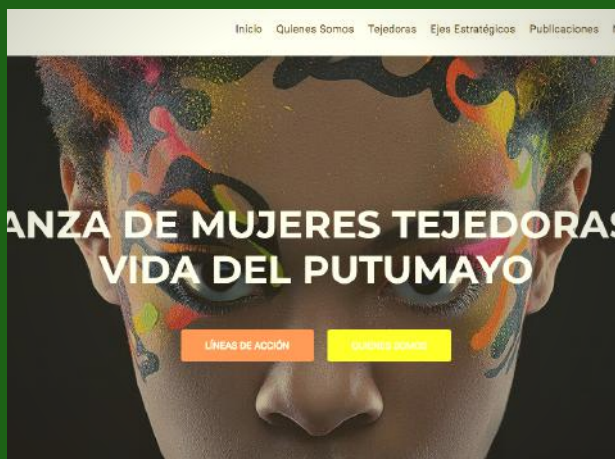 Inicio Quienes Somos Tejedoras Ejes Estratégicos Publicaciones
ANZA DE MUJERES TEJEDORAS
VIDA DEL PUTUMAYO
LÍNEAS DE ACCIÓN QUIENES SOMOS